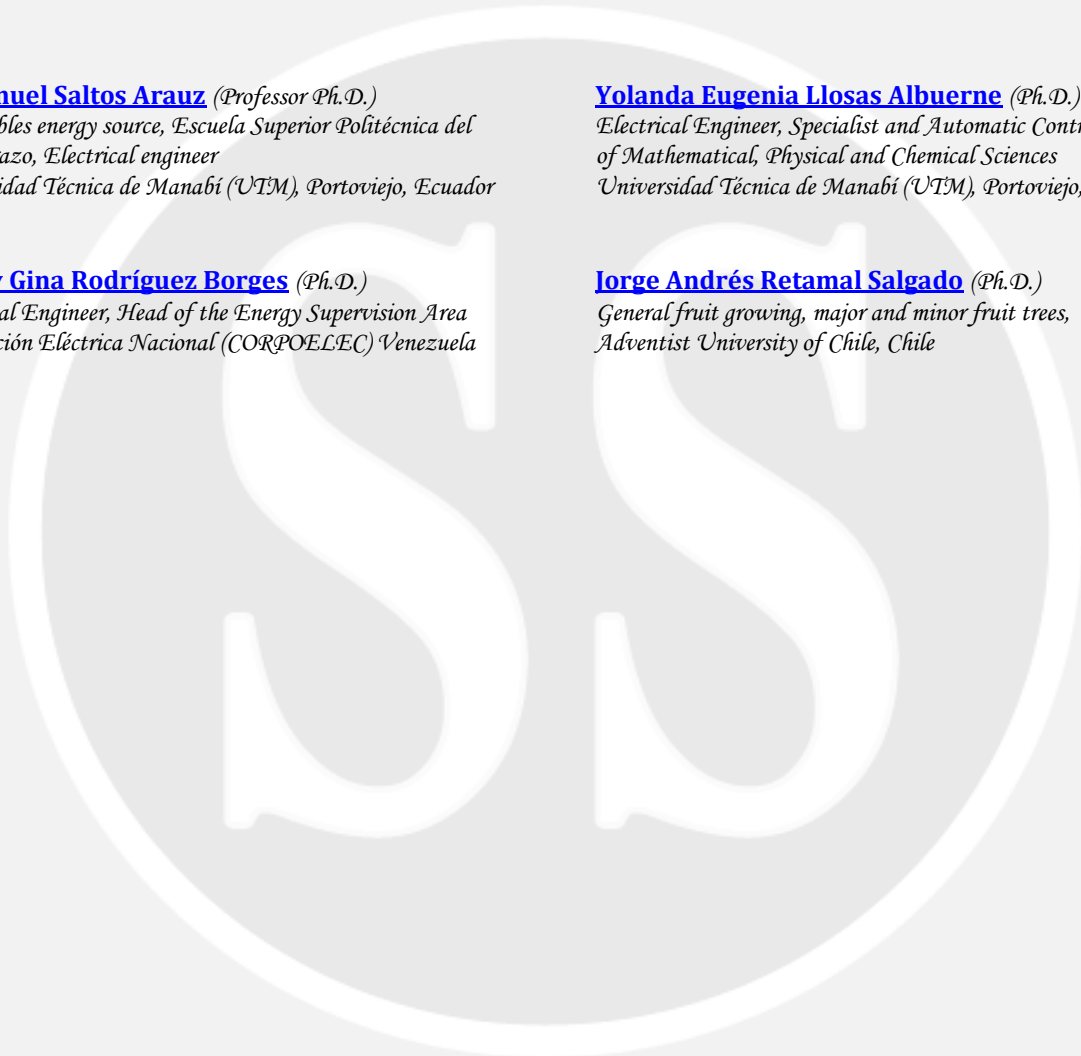 nuel Saltos Arauz (Professor Ph.D.)
bles energy source, Escuela Superior Politécnica del
azo, Electrical engineer
idad Técnica de Manabí (UTM), Portoviejo, Ecuador
Yolanda Eugenia Llosas Albuerne (Ph.D.)
Electrical Engineer, Specialist and Automatic Contr
of Mathematical, Physical and Chemical Sciences
Universidad Técnica de Manabí (UTM), Portoviejo,
Gina Rodríguez Borges (Ph.D.)
al Engineer, Head of the Energy Supervision Area
ción Eléctrica Nacional (CORPOELEC) Venezuela
Jorge Andrés Retamal Salgado (Ph.D.)
General fruit growing, major and minor fruit trees,
Adventist University of Chile, Chile
SS